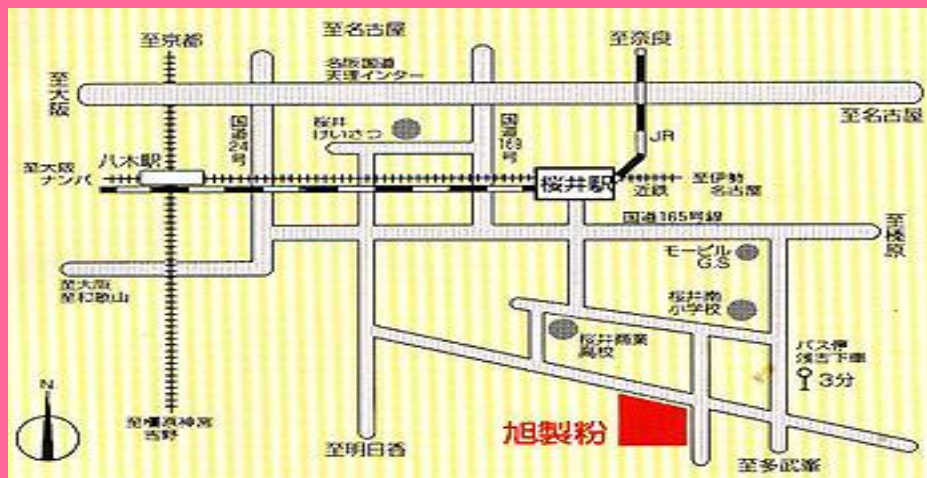 至名古屋
至京都
至奈良
名阪国道
天理インター
至大阪
至名古屋
国道24号
桜井
けいさつ
国道169号
JR
八木駅
至大阪
ナンバ
桜井駅
近鉄
至伊勢
名古屋
国道165号線
至榛原
モービル
G.S
至大阪
至和歌山
桜井南
小学校
桜井商業
高校
バス停
浅古下車
3分
N
至橿原神宮
吉野
旭製粉
至明日香
至多武峯